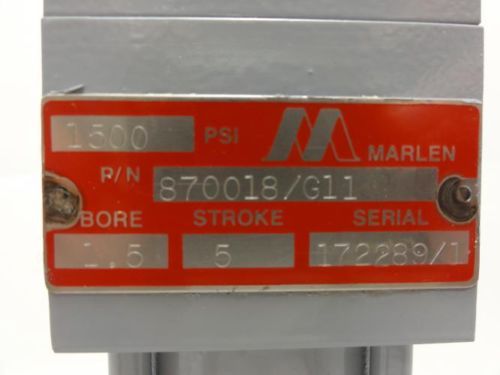 1500 PSI MARLEN
P/N 870018/G11
BORE STROKE SERIAL
1.5 5 172289/1